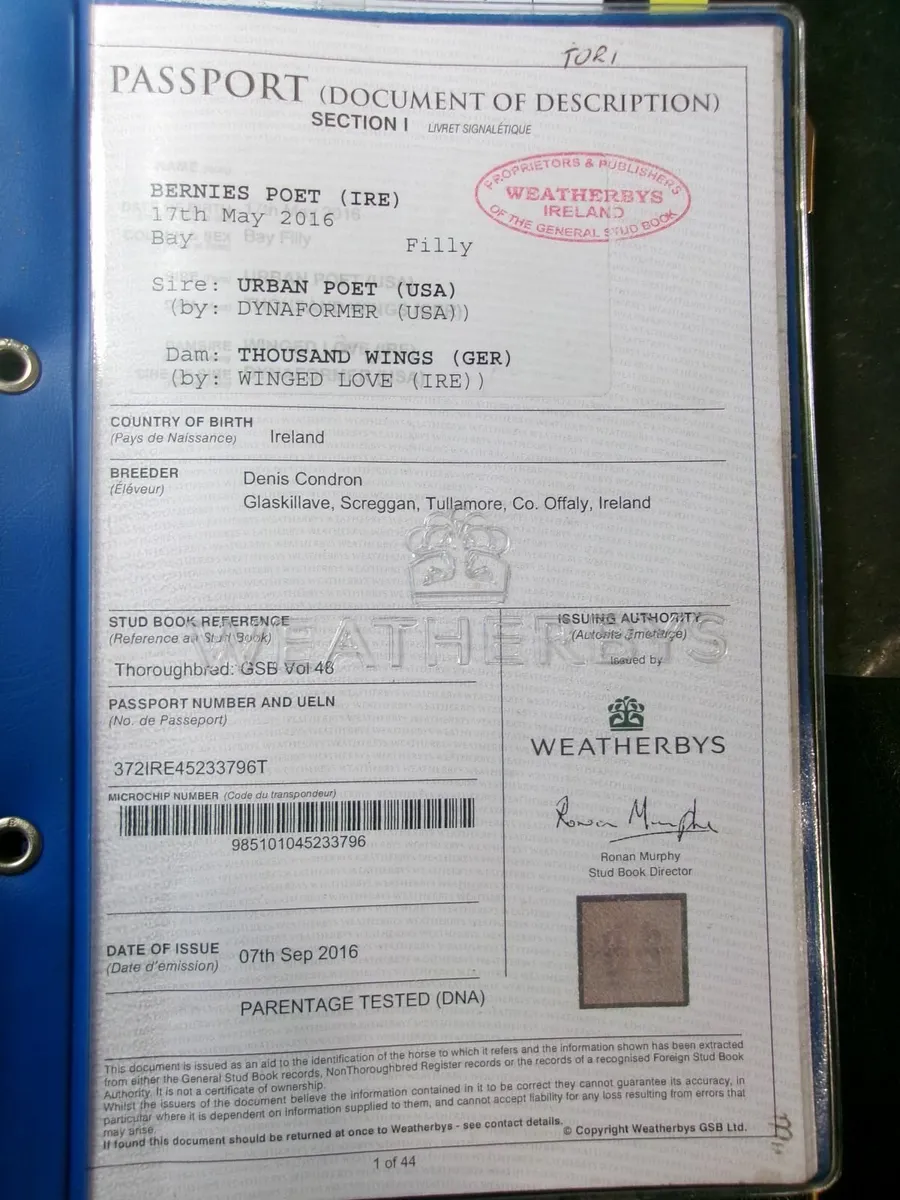 TORI
PASSPORT (DOCUMENT OF DESCRIPTION)
SECTION I LIVRET SIGNALÉTIQUE
PROPRIETORS & PUBLISHERS
WEATHERBYS
IRELAND
OF THE GENERAL STUD BOOK
BERNIES POET (IRE)
17th May 2016
Bay Filly
Sire: URBAN POET (USA)
(by: DYNAFORMER (USA))
Dam: THOUSAND WINGS (GER)
(by: WINGED LOVE (IRE))
COUNTRY OF BIRTH
(Pays de Naissance) Ireland
BREEDER
(Éléveur)
Denis Condron
Glaskillave, Screggan, Tullamore, Co. Offaly, Ireland
WEATHERBYS
STUD BOOK REFERENCE
(Reference au Stud Book)
Thoroughbred: GSB Vol 48
PASSPORT NUMBER AND UELN
(No. de Passeport)
372IRE45233796T
MICROCHIP NUMBER (Code du transpondeur)
985101045233796
ISSUING AUTHORITY
(Autorite Émettrice)
Issued by
WEATHERBYS
Ronan Murphy
Ronan Murphy
Stud Book Director
DATE OF ISSUE
(Date d'émission) 07th Sep 2016
PARENTAGE TESTED (DNA)
This document is issued as an aid to the identification of the horse to which it refers and the information shown has been extracted
from either the General Stud Book records, NonThoroughbred Register records or the records of a recognised Foreign Stud Book
Authority. It is not a certificate of ownership.
Whilst the issuers of the document believe the information contained in it to be correct they cannot guarantee its accuracy, in
particular where it is dependent on information supplied to them, and cannot accept liability for any loss resulting from errors that
may arise.
If found this document should be returned at once to Weatherbys - see contact details.
© Copyright Weatherbys GSB Ltd.
1 of 44